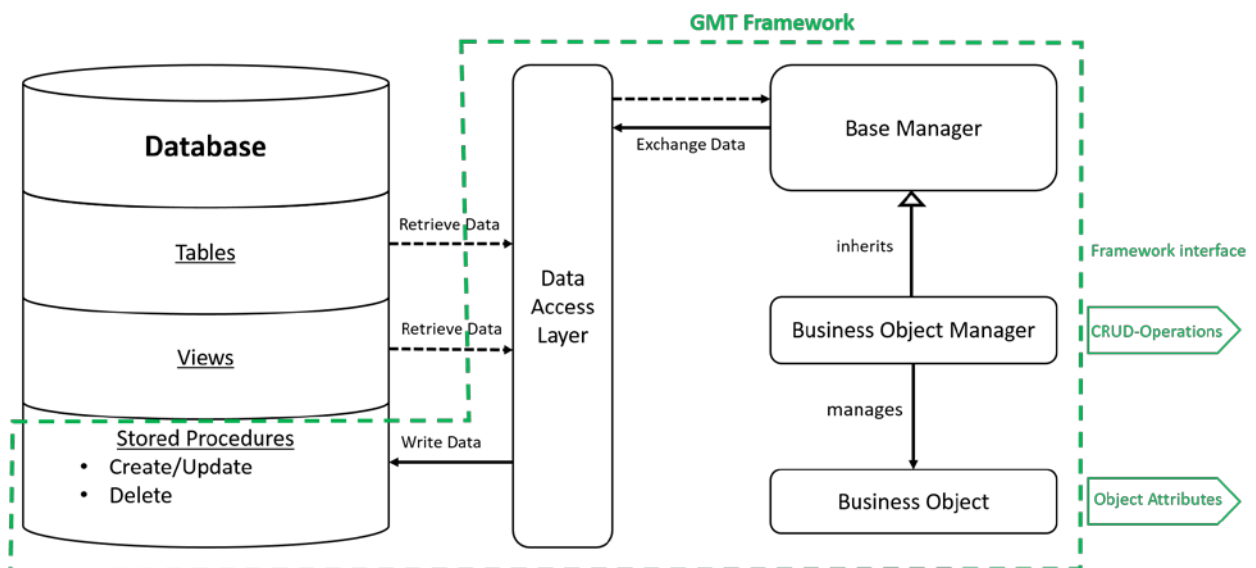 GMT Framework
Database
Tables
Views
Stored Procedures
• Create/Update
• Delete
Retrieve Data
Retrieve Data
Write Data
Data
Access
Layer
Exchange Data
Base Manager
inherits
Business Object Manager
manages
Business Object
Framework interface
CRUD-Operations
Object Attributes